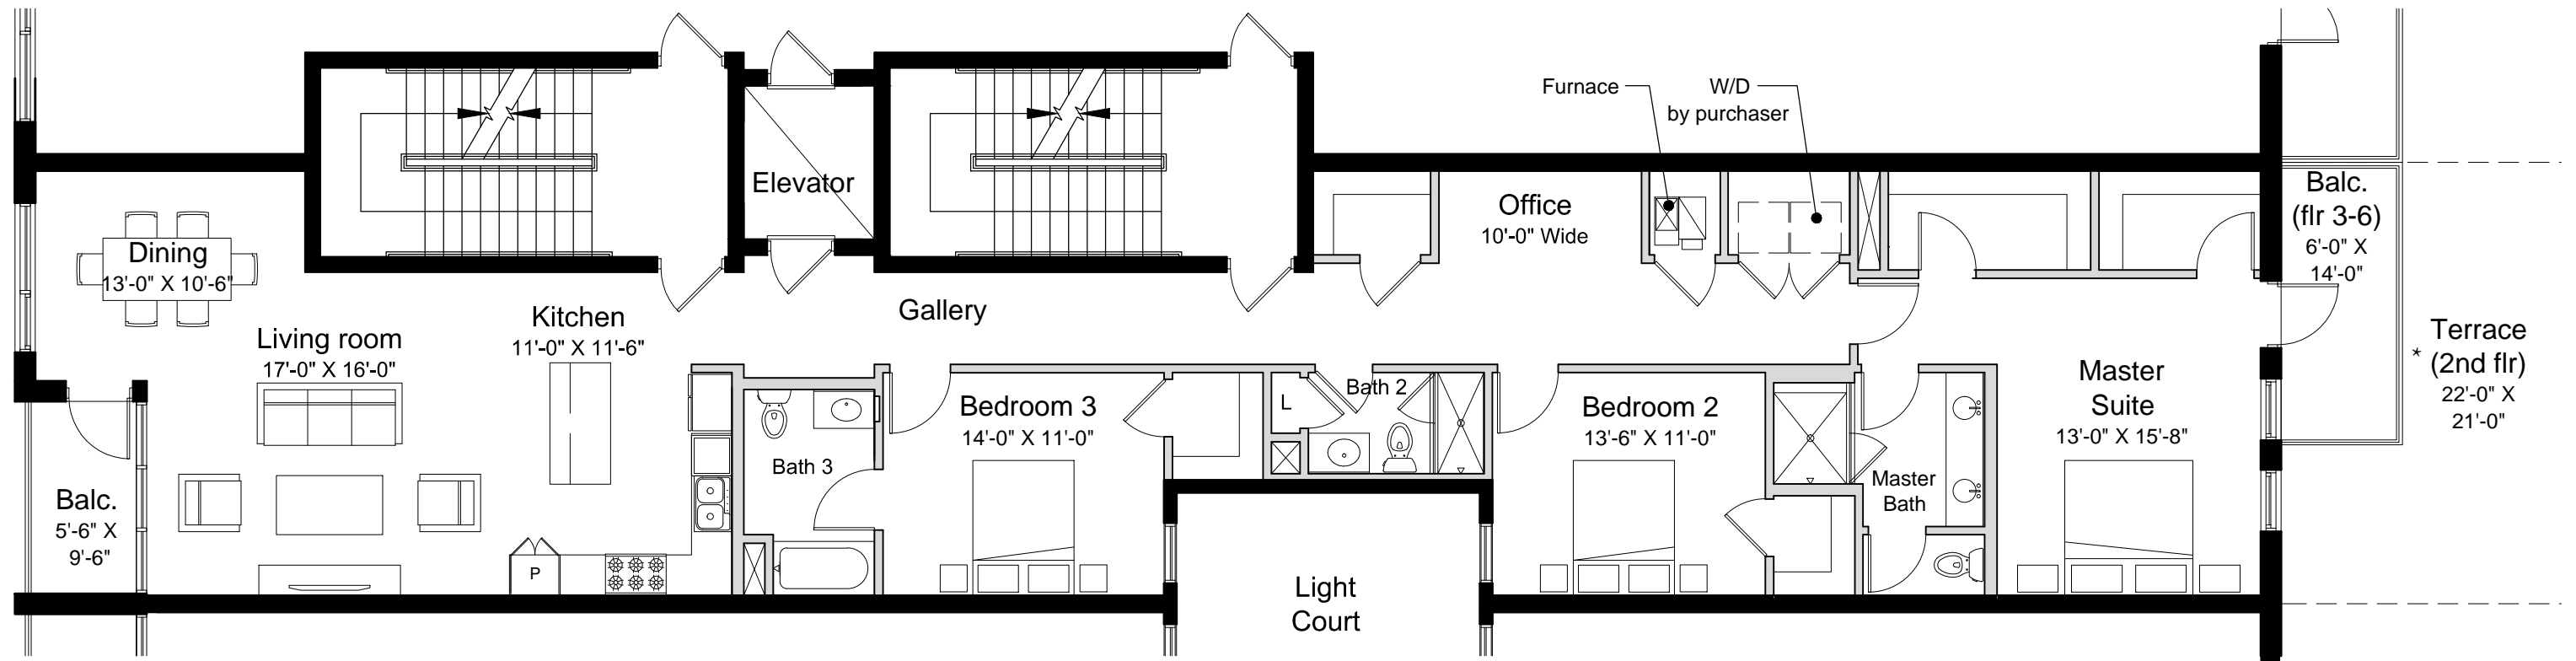 Furnace
W/D
by purchaser
Elevator
Office
10'-0" Wide
Balc.
(flr 3-6)
6'-0" X
14'-0"
Dining
13'-0" X 10'-6"
Gallery
Kitchen
11'-0" X 11'-6"
Living room
17'-0" X 16'-0"
* Terrace
(2nd flr)
22'-0" X
21'-0"
Bedroom 3
14'-0" X 11'-0"
L
Bath 2
Bedroom 2
13'-6" X 11'-0"
Master
Suite
13'-0" X 15'-8"
Bath 3
Master
Bath
Balc.
5'-6" X
9'-6"
P
Light
Court